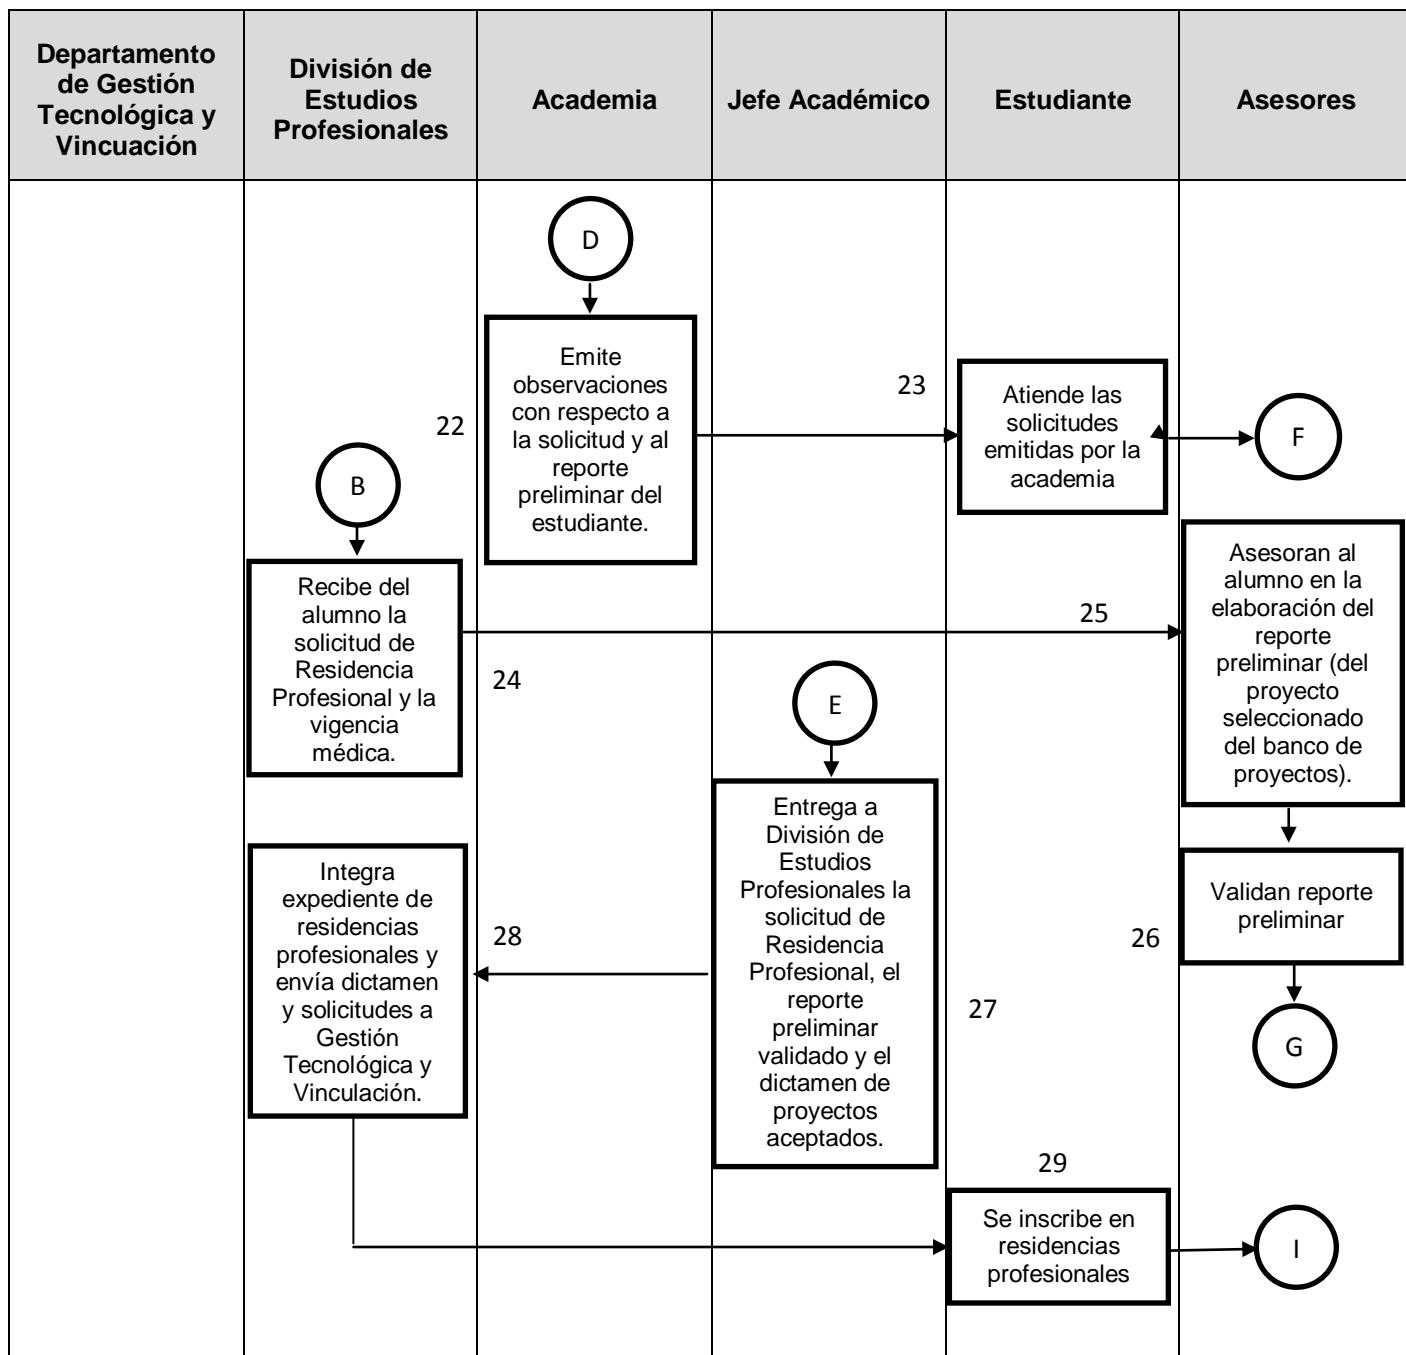 Departamento
de Gestión
Tecnológica y
Vincuación
División de
Estudios
Profesionales
Academia
Jefe Académico
Estudiante
Asesores
D
Emite
observaciones
con respecto a
la solicitud y al
reporte
preliminar del
estudiante.
22
23
Atiende las
solicitudes
emitidas por la
academia
F
B
Recibe del
alumno la
solicitud de
Residencia
Profesional y la
vigencia
médica.
24
25
Asesoran al
alumno en la
elaboración del
reporte
preliminar (del
proyecto
seleccionado
del banco de
proyectos).
E
Entrega a
División de
Estudios
Profesionales la
solicitud de
Residencia
Profesional, el
reporte
preliminar
validado y el
dictamen de
proyectos
aceptados.
26
Validan reporte
preliminar
G
27
Integra
expediente de
residencias
profesionales y
envía dictamen
y solicitudes a
Gestión
Tecnológica y
Vinculación.
28
29
Se inscribe en
residencias
profesionales
I